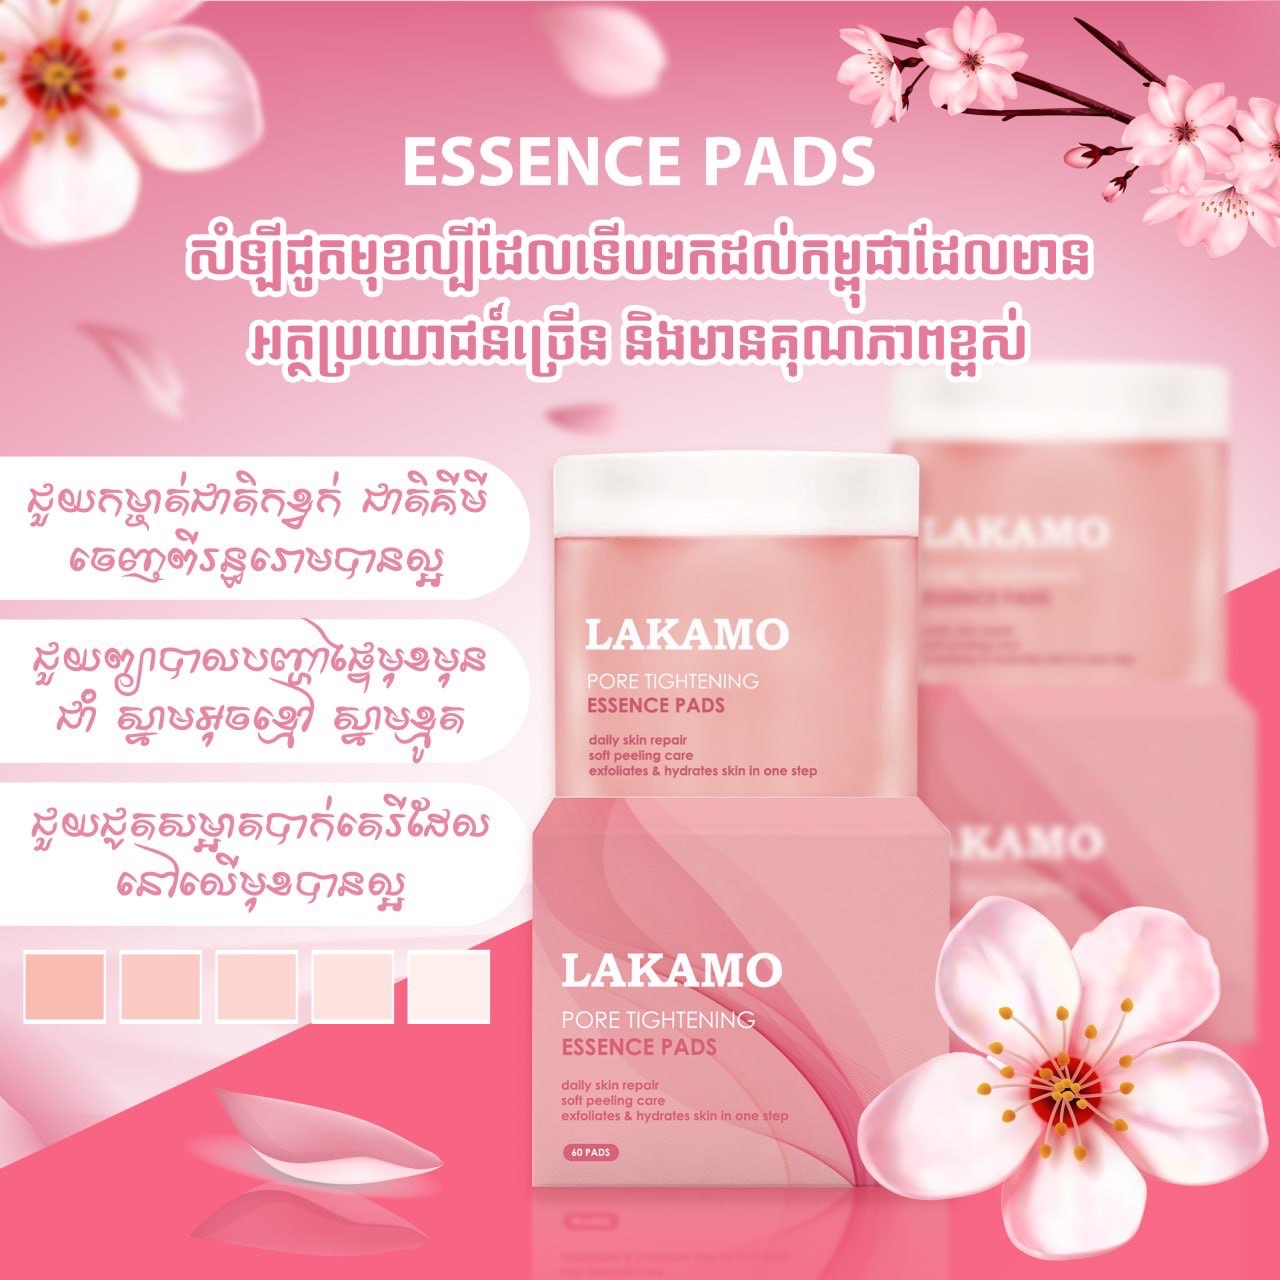 ESSENCE PADS
សំឡីជូតមុខល្បីដែលទើបមកដល់កម្ពុជាដែលមាន
អត្ថប្រយោជន៍ច្រើន និងមានគុណភាពខ្ពស់
ជួយកម្ចាត់ជាតិកខ្វក់ ជាតិគីមី
ចេញពីរន្ធរោមបានល្អ
ជួយព្យាបាលបញ្ហាផ្ទៃមុខមុន
ជាំ ស្នាមអុចខ្មៅ ស្នាមខ្មូត
ជួយជូតសម្អាតបាក់តេរីដែល
នៅលើមុខបានល្អ
LAKAMO
PORE TIGHTENING
ESSENCE PADS
daily skin repair
soft peeling care
exfoliates & hydrates skin in one step
LAKAMO
PORE TIGHTENING
ESSENCE PADS
daily skin repair
soft peeling care
exfoliates & hydrates skin in one step
60 PADS
LAKAMO
ESSENCE PADS
KAMO